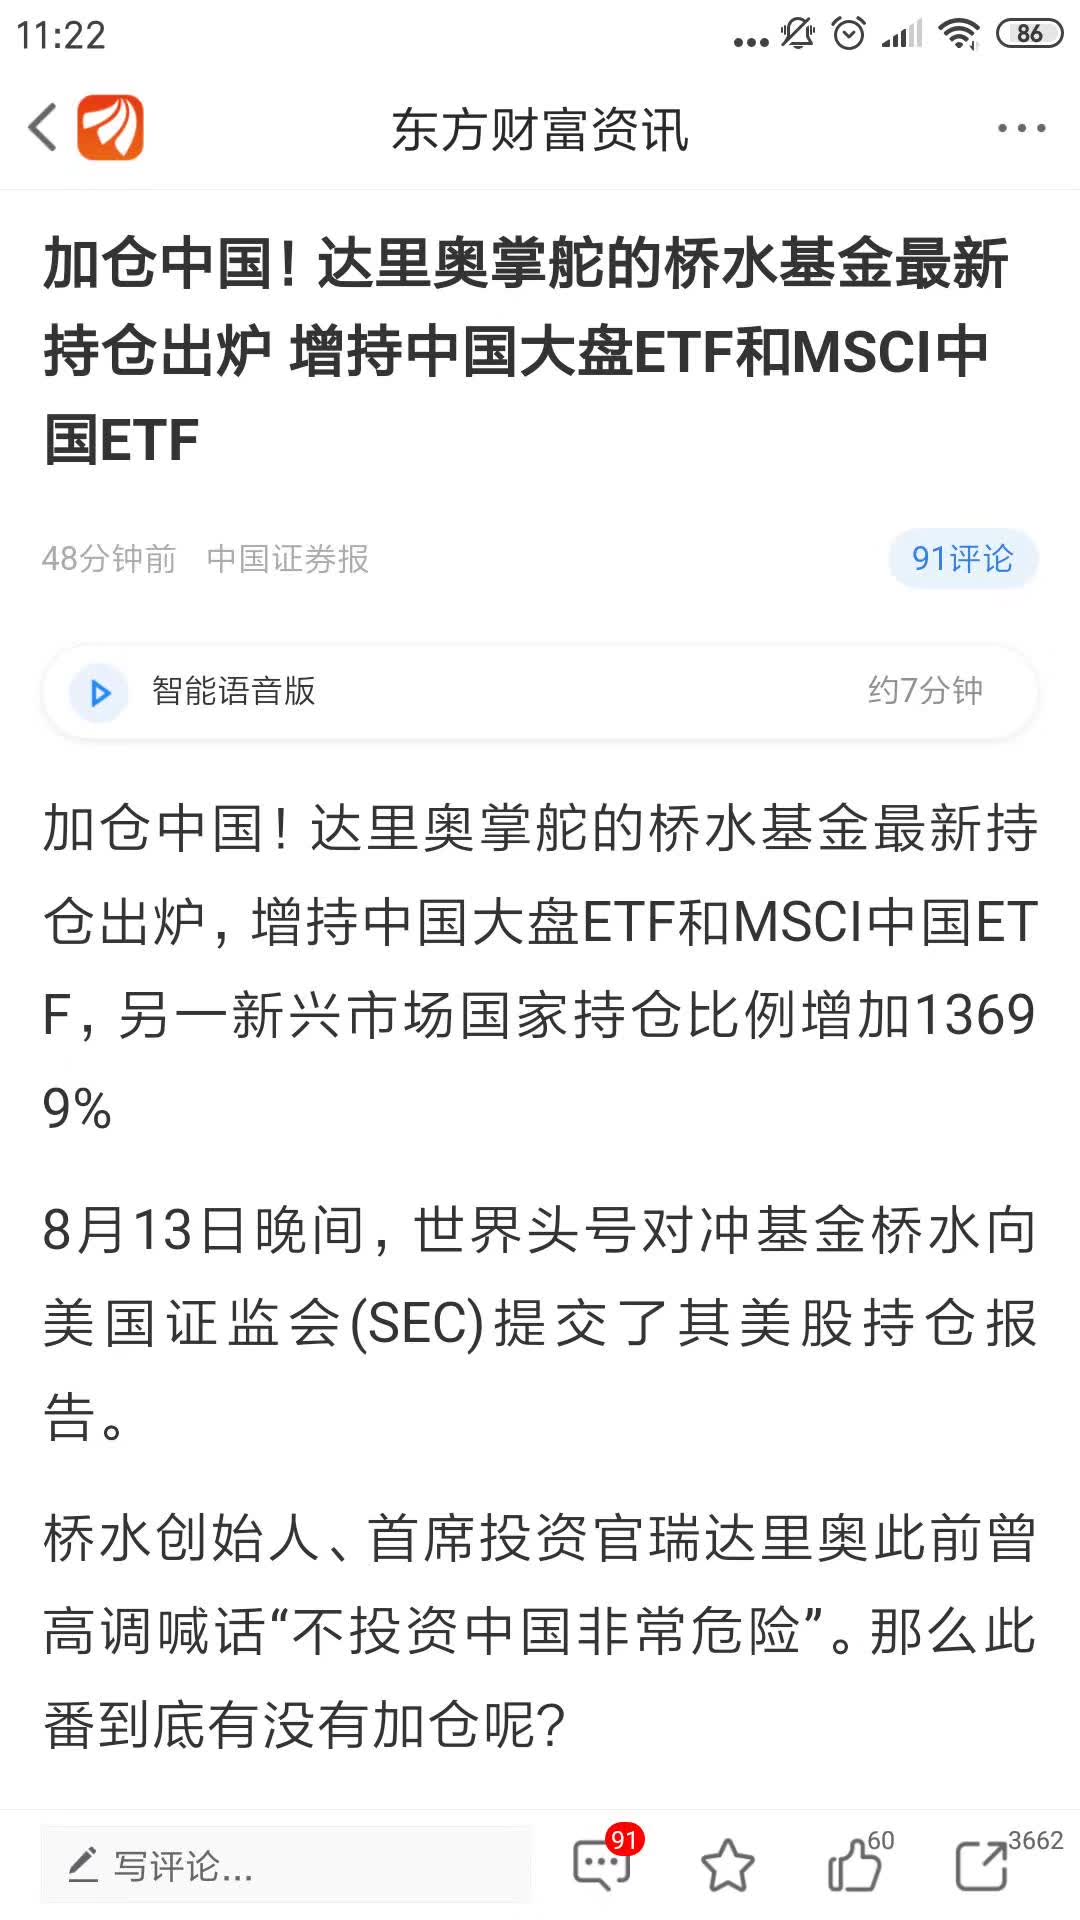 11:22
86
东方财富资讯
加仓中国！达里奥掌舵的桥水基金最新
持仓出炉 增持中国大盘ETF和MSCI中
国ETF
48分钟前 中国证券报
91评论
智能语音版
约7分钟
加仓中国！达里奥掌舵的桥水基金最新持
仓出炉，增持中国大盘ETF和MSCI中国ET
F，另一新兴市场国家持仓比例增加1369
9%
8月13日晚间，世界头号对冲基金桥水向
美国证监会(SEC)提交了其美股持仓报
告。
桥水创始人、首席投资官瑞达里奥此前曾
高调喊话“不投资中国非常危险”。那么此
番到底有没有加仓呢？
写评论...
91
60
3662